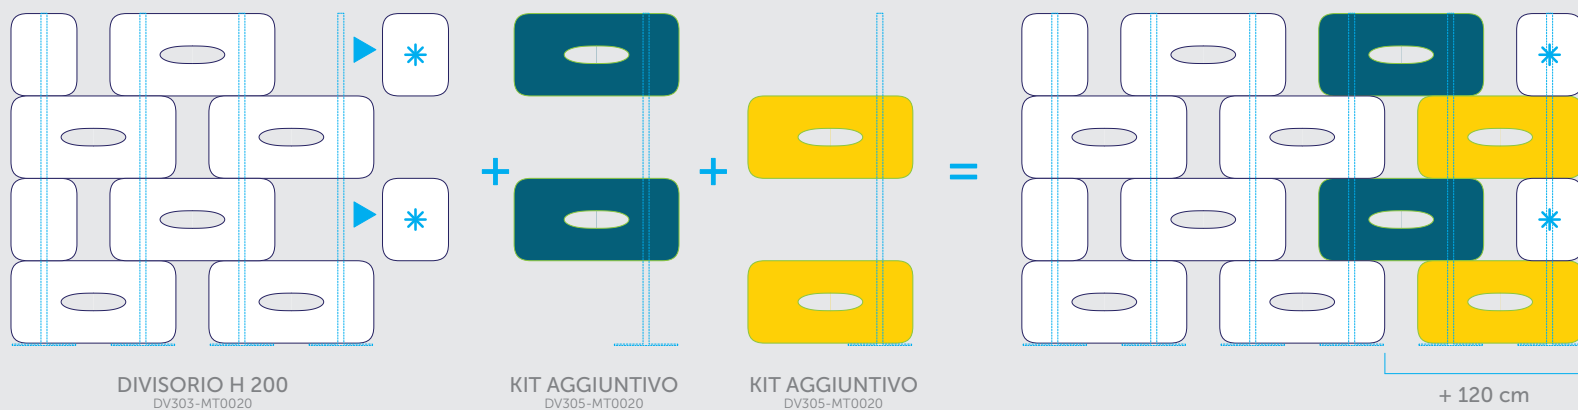 +
+
=
DIVISORIO H 200
DV303-MT0020
KIT AGGIUNTIVO
DV305-MT0020
KIT AGGIUNTIVO
DV305-MT0020
+ 120 cm